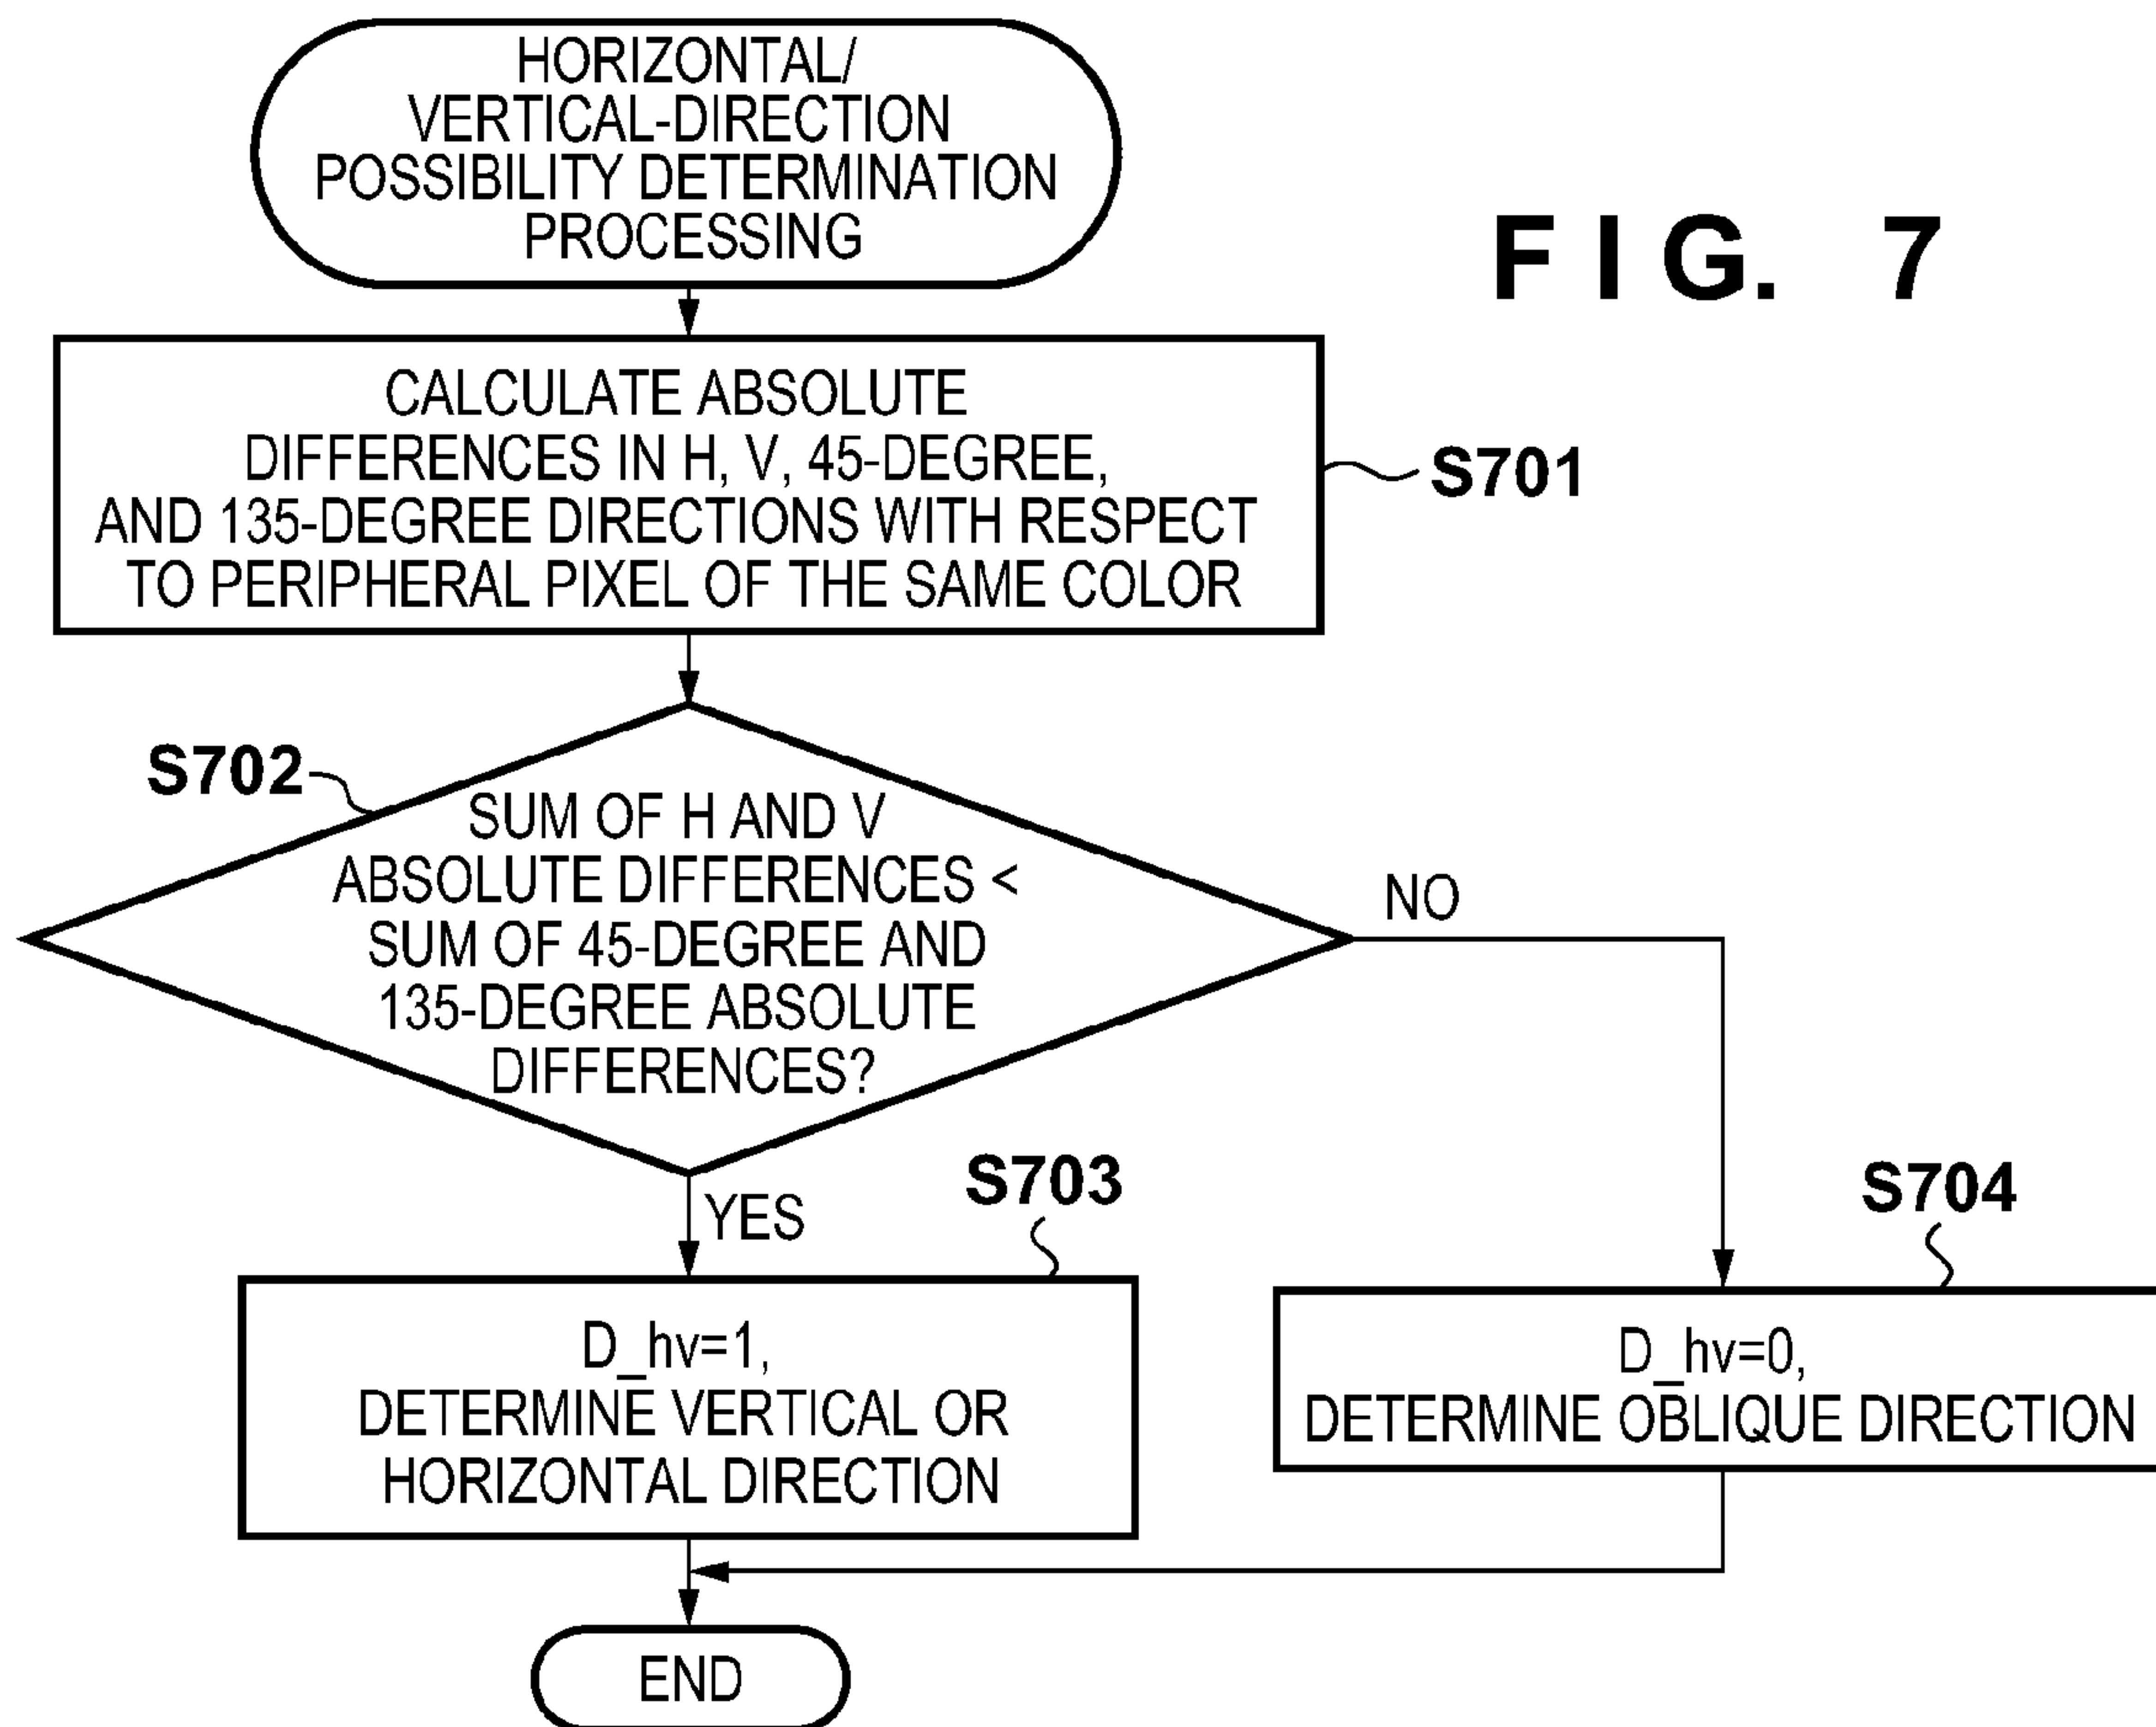 HORIZONTAL/
VERTICAL-DIRECTION
POSSIBILITY DETERMINATION
PROCESSING
F I G. 7
CALCULATE ABSOLUTE
DIFFERENCES IN H, V, 45-DEGREE,
AND 135-DEGREE DIRECTIONS WITH RESPECT
TO PERIPHERAL PIXEL OF THE SAME COLOR
S701
S702
SUM OF H AND V
ABSOLUTE DIFFERENCES <
SUM OF 45-DEGREE AND
135-DEGREE ABSOLUTE
DIFFERENCES?
NO
YES
S703
S704
D_hv=1,
DETERMINE VERTICAL OR
HORIZONTAL DIRECTION
D_hv=0,
DETERMINE OBLIQUE DIRECTION
END